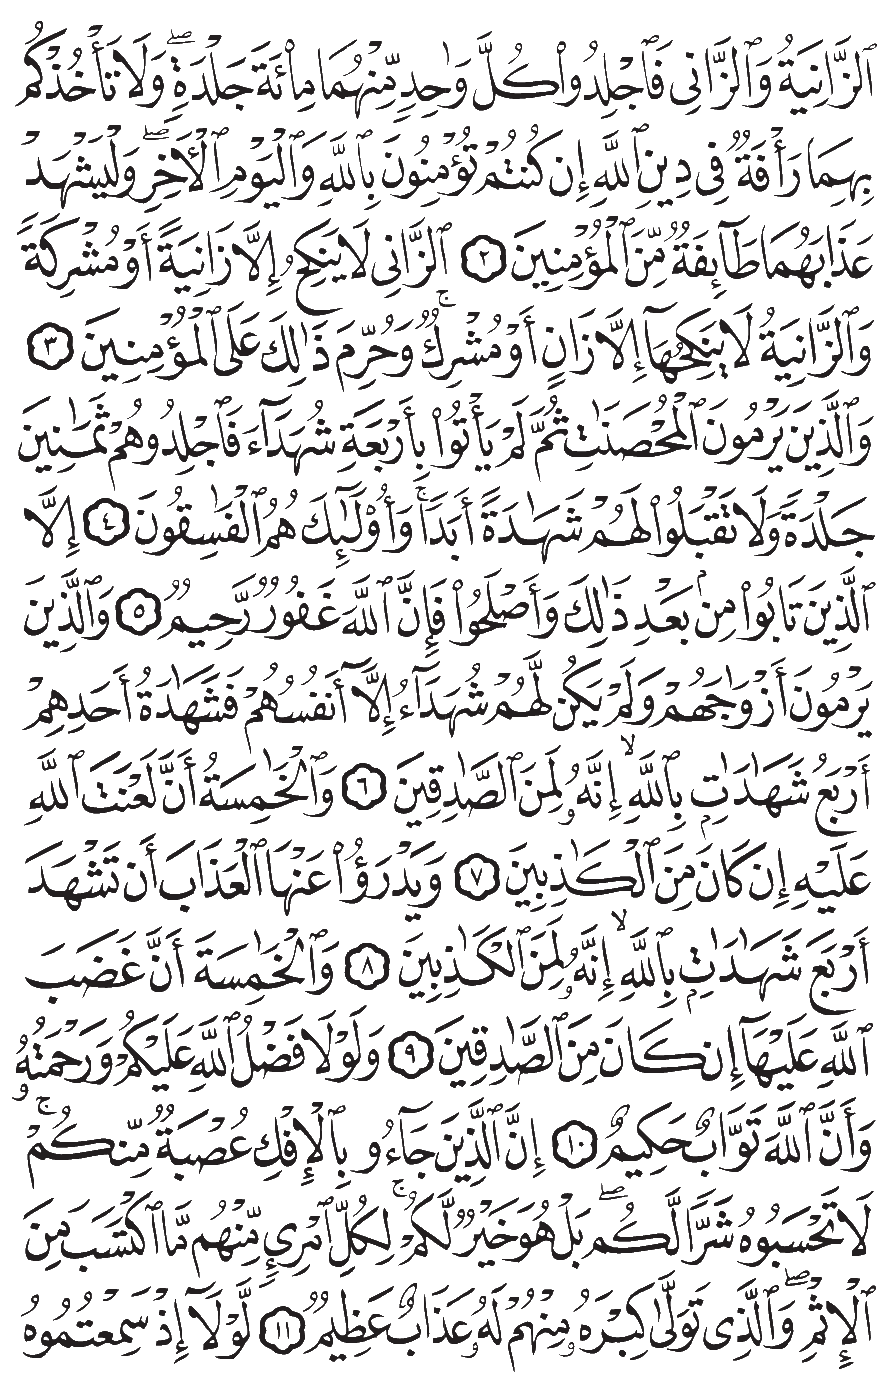 ٱلزَّانِيَةُ وَٱلزَّانِى فَٱجْلِدُوا۟ كُلَّ وَٰحِدٍ مِّنْهُمَا مِا۟ئَةَ جَلْدَةٍ ۖ وَلَا تَأْخُذْكُم
بِهِمَا رَأْفَةٌ فِى دِينِ ٱللَّهِ إِن كُنتُمْ تُؤْمِنُونَ بِٱللَّهِ وَٱلْيَوْمِ ٱلْـَٔاخِرِ ۖ وَلْيَشْهَدْ
عَذَابَهُمَا طَآئِفَةٌ مِّنَ ٱلْمُؤْمِنِينَ ٢ ٱلزَّانِى لَا يَنكِحُ إِلَّا زَانِيَةً أَوْ مُشْرِكَةً
وَٱلزَّانِيَةُ لَا يَنكِحُهَآ إِلَّا زَانٍ أَوْ مُشْرِكٌ ۚ وَحُرِّمَ ذَٰلِكَ عَلَى ٱلْمُؤْمِنِينَ ٣
وَٱلَّذِينَ يَرْمُونَ ٱلْمُحْصَنَٰتِ ثُمَّ لَمْ يَأْتُوا۟ بِأَرْبَعَةِ شُهَدَآءَ فَٱجْلِدُوهُمْ ثَمَٰنِينَ
جَلْدَةً وَلَا تَقْبَلُوا۟ لَهُمْ شَهَٰدَةً أَبَدًا ۚ وَأُو۟لَٰٓئِكَ هُمُ ٱلْفَٰسِقُونَ ٤ إِلَّا
ٱلَّذِينَ تَابُوا۟ مِنۢ بَعْدِ ذَٰلِكَ وَأَصْلَحُوا۟ فَإِنَّ ٱللَّهَ غَفُورٌ رَّحِيمٌ ٥ وَٱلَّذِينَ
يَرْمُونَ أَزْوَٰجَهُمْ وَلَمْ يَكُن لَّهُمْ شُهَدَآءُ إِلَّآ أَنفُسُهُمْ فَشَهَٰدَةُ أَحَدِهِمْ
أَرْبَعُ شَهَٰدَٰتٍۭ بِٱللَّهِ ۙ إِنَّهُۥ لَمِنَ ٱلصَّٰدِقِينَ ٦ وَٱلْخَٰمِسَةُ أَنَّ لَعْنَتَ ٱللَّهِ
عَلَيْهِ إِن كَانَ مِنَ ٱلْكَٰذِبِينَ ٧ وَيَدْرَؤُا۟ عَنْهَا ٱلْعَذَابَ أَن تَشْهَدَ
أَرْبَعَ شَهَٰدَٰتٍۭ بِٱللَّهِ ۙ إِنَّهُۥ لَمِنَ ٱلْكَٰذِبِينَ ٨ وَٱلْخَٰمِسَةَ أَنَّ غَضَبَ
ٱللَّهِ عَلَيْهَآ إِن كَانَ مِنَ ٱلصَّٰدِقِينَ ٩ وَلَوْلَا فَضْلُ ٱللَّهِ عَلَيْكُمْ وَرَحْمَتُهُۥ
وَأَنَّ ٱللَّهَ تَوَّابٌ حَكِيمٌ ١٠ إِنَّ ٱلَّذِينَ جَآءُو بِٱلْإِفْكِ عُصْبَةٌ مِّنكُمْ ۚ
لَا تَحْسَبُوهُ شَرًّا لَّكُم ۖ بَلْ هُوَ خَيْرٌ لَّكُمْ ۚ لِكُلِّ ٱمْرِئٍ مِّنْهُم مَّا ٱكْتَسَبَ مِنَ
ٱلْإِثْمِ ۚ وَٱلَّذِى تَوَلَّىٰ كِبْرَهُۥ مِنْهُمْ لَهُۥ عَذَابٌ عَظِيمٌ ١١ لَّوْلَآ إِذْ سَمِعْتُمُوهُ